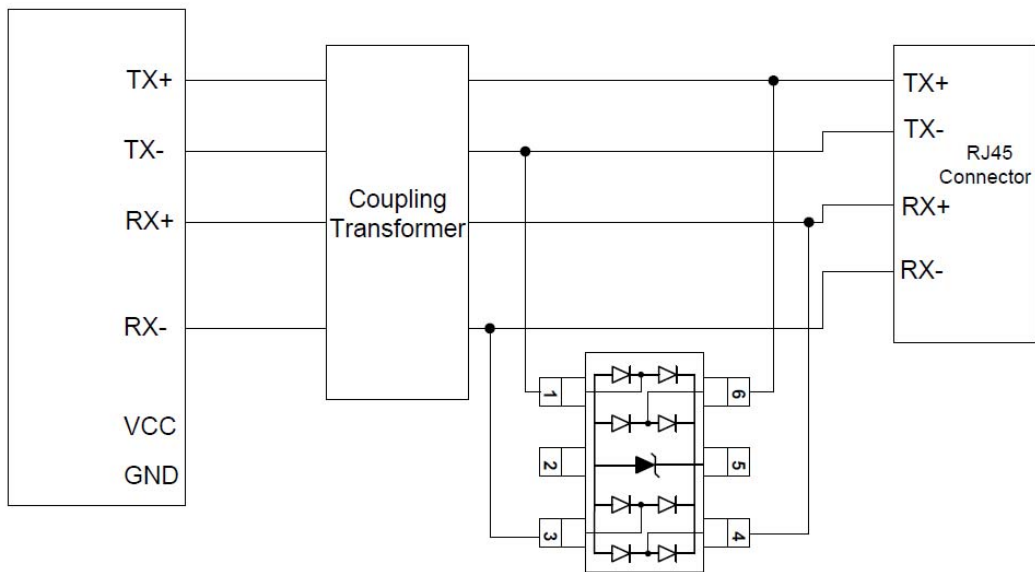 TX+
TX-
RX+
RX-
VCC
GND
Coupling
Transformer
TX+
TX-
RJ45
Connector
RX+
RX-
1
2
3
6
5
4